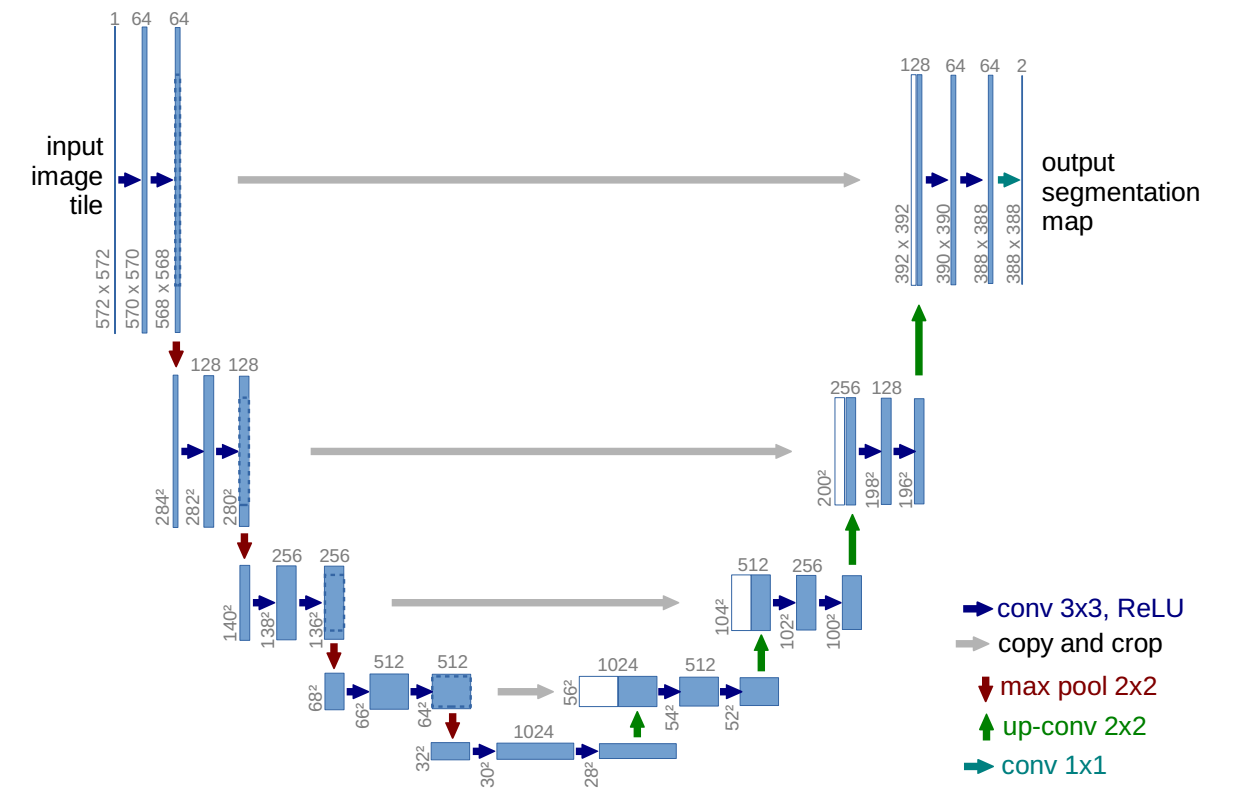 1 64 64
input
image
tile
572 x 572
570 x 570
568 x 568
128 64 64 2
392 x 392
390 x 390
388 x 388
388 x 388
output
segmentation
map
128 128
284²
282²
280²
256 128
200²
198²
196²
256 256
140²
138²
136²
512 256
104²
102²
100²
512 512
68²
66²
64²
1024 512
56²
54²
52²
1024
32²
30²
28²
conv 3x3, ReLU
copy and crop
max pool 2x2
up-conv 2x2
conv 1x1